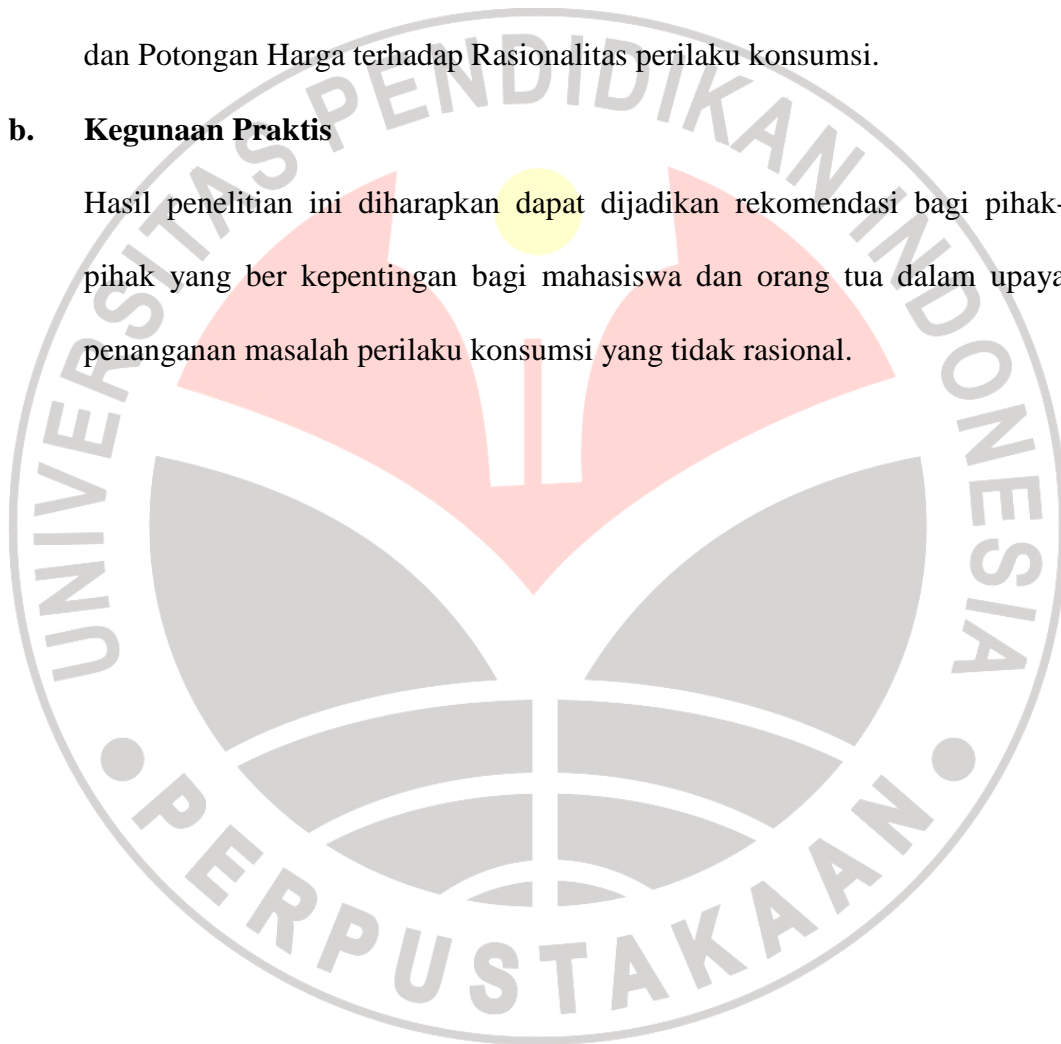 dan Potongan Harga terhadap Rasionalitas perilaku konsumsi.
b. Kegunaan Praktis
Hasil penelitian ini diharapkan dapat dijadikan rekomendasi bagi pihak-
pihak yang ber kepentingan bagi mahasiswa dan orang tua dalam upaya
penanganan masalah perilaku konsumsi yang tidak rasional.
UNIVERSITAS PENDIDIKAN INDONESIA
PERPUSTAKAAN